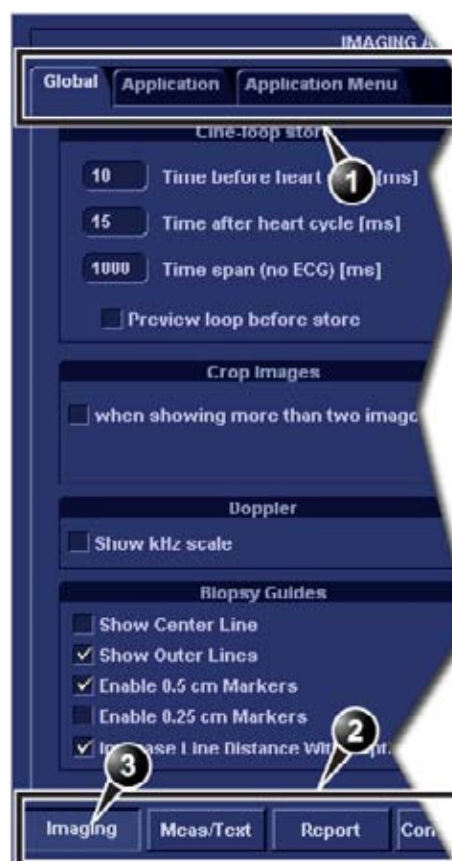 IMAGING A
Global Application Application Menu
Cine-loop store
1
10 Time before heart [ms]
15 Time after heart cycle [ms]
1000 Time span (no ECG) [ms]
Preview loop before store
Crop Images
when showing more than two image
Doppler
Show kHz scale
Biopsy Guides
Show Center Line
Show Outer Lines
Enable 0.5 cm Markers
Enable 0.25 cm Markers
2
Increase Line Distance With
3
Imaging Meas/Text Report Con